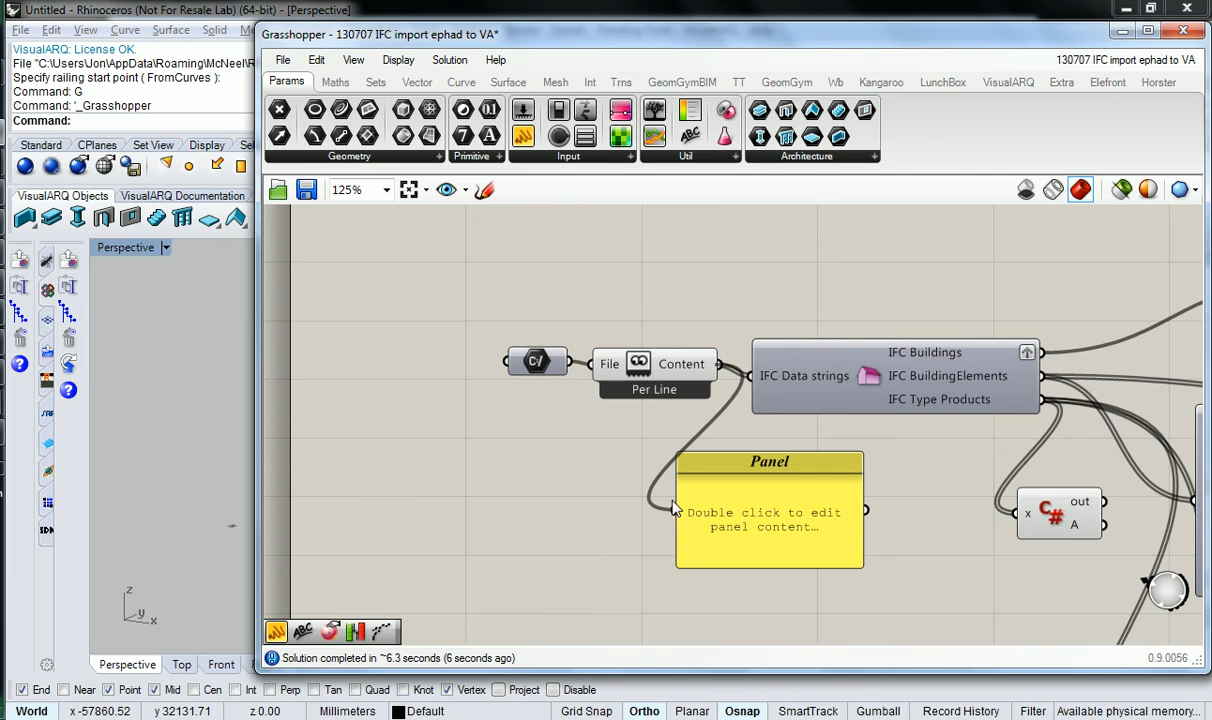 Untitled - Rhinoceros (Not For Resale Lab) (64-bit) - [Perspective]
File Edit View Curve Surface Solid
VisualARQ: License OK.
File "C:\Users\Jon\AppData\Roaming\McNeel\R
Specify railing start point ( FromCurves ):
Command: G
Command: '_Grasshopper
Command:
Standard CPlanes Set View Display
VisualARQ Objects VisualARQ Documentation
Perspective
Grasshopper - 130707 IFC import ephad to VA*
File Edit View Display Solution Help 130707 IFC import ephad to VA
Params Maths Sets Vector Curve Surface Mesh Int Trns GeomGymBIM TT GeomGym Wb Kangaroo LunchBox VisualARQ Extra Elefront Horster
Geometry Primitive Input Util Architecture
125%
C:/
File Content
Per Line
IFC Data strings
IFC Buildings
IFC BuildingElements
IFC Type Products
Panel
Double click to edit
panel content…
x C# out
A
Solution completed in ~6.3 seconds (6 seconds ago) 0.9.0056
z
y
x
Perspective Top Front
End Near Point Mid Cen Int Perp Tan Quad Knot Vertex Project Disable
World x -57860.52 y 32131.71 z 0.00 Millimeters Default Grid Snap Ortho Planar Osnap SmartTrack Gumball Record History Filter Available physical memory...